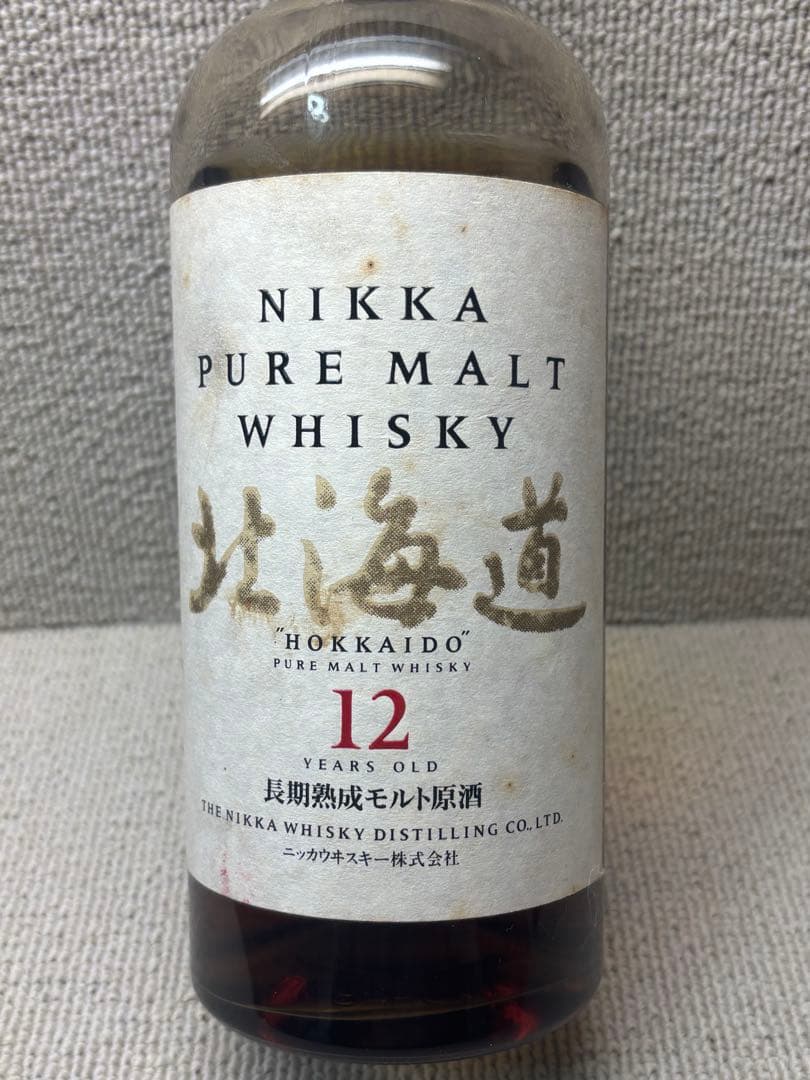 NIKKA
PURE MALT
WHISKY
北海道
"HOKKAIDO"
PURE MALT WHISKY
12
YEARS OLD
長期熟成モルト原酒
THE NIKKA WHISKY DISTILLING CO., LTD.
ニッカウヰスキー株式会社